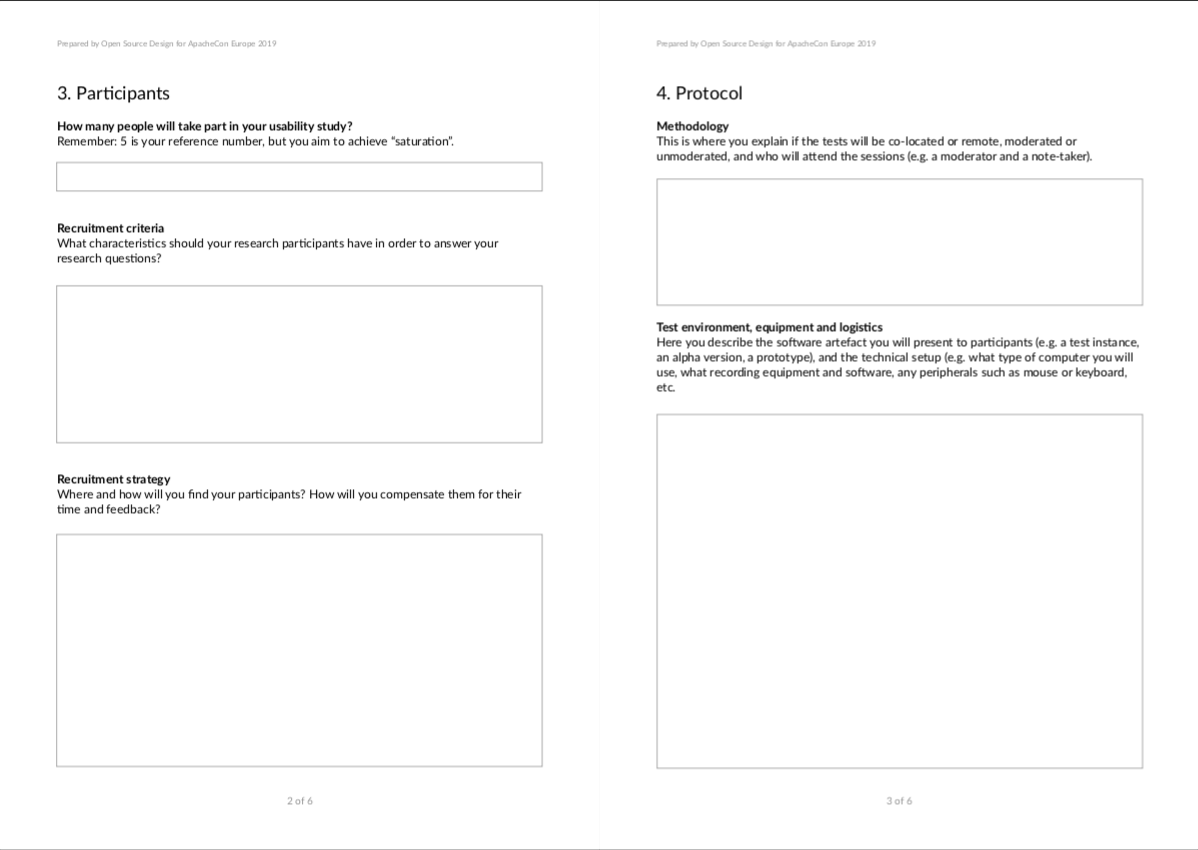 Prepared by Open Source Design for ApacheCon Europe 2019
3. Participants
How many people will take part in your usability study?
Remember: 5 is your reference number, but you aim to achieve “saturation”.
Recruitment criteria
What characteristics should your research participants have in order to answer your
research questions?
Recruitment strategy
Where and how will you find your participants? How will you compensate them for their
time and feedback?
2 of 6
Prepared by Open Source Design for ApacheCon Europe 2019
4. Protocol
Methodology
This is where you explain if the tests will be co-located or remote, moderated or
unmoderated, and who will attend the sessions (e.g. a moderator and a note-taker).
Test environment, equipment and logistics
Here you describe the software artefact you will present to participants (e.g. a test instance,
an alpha version, a prototype), and the technical setup (e.g. what type of computer you will
use, what recording equipment and software, any peripherals such as mouse or keyboard,
etc.
3 of 6